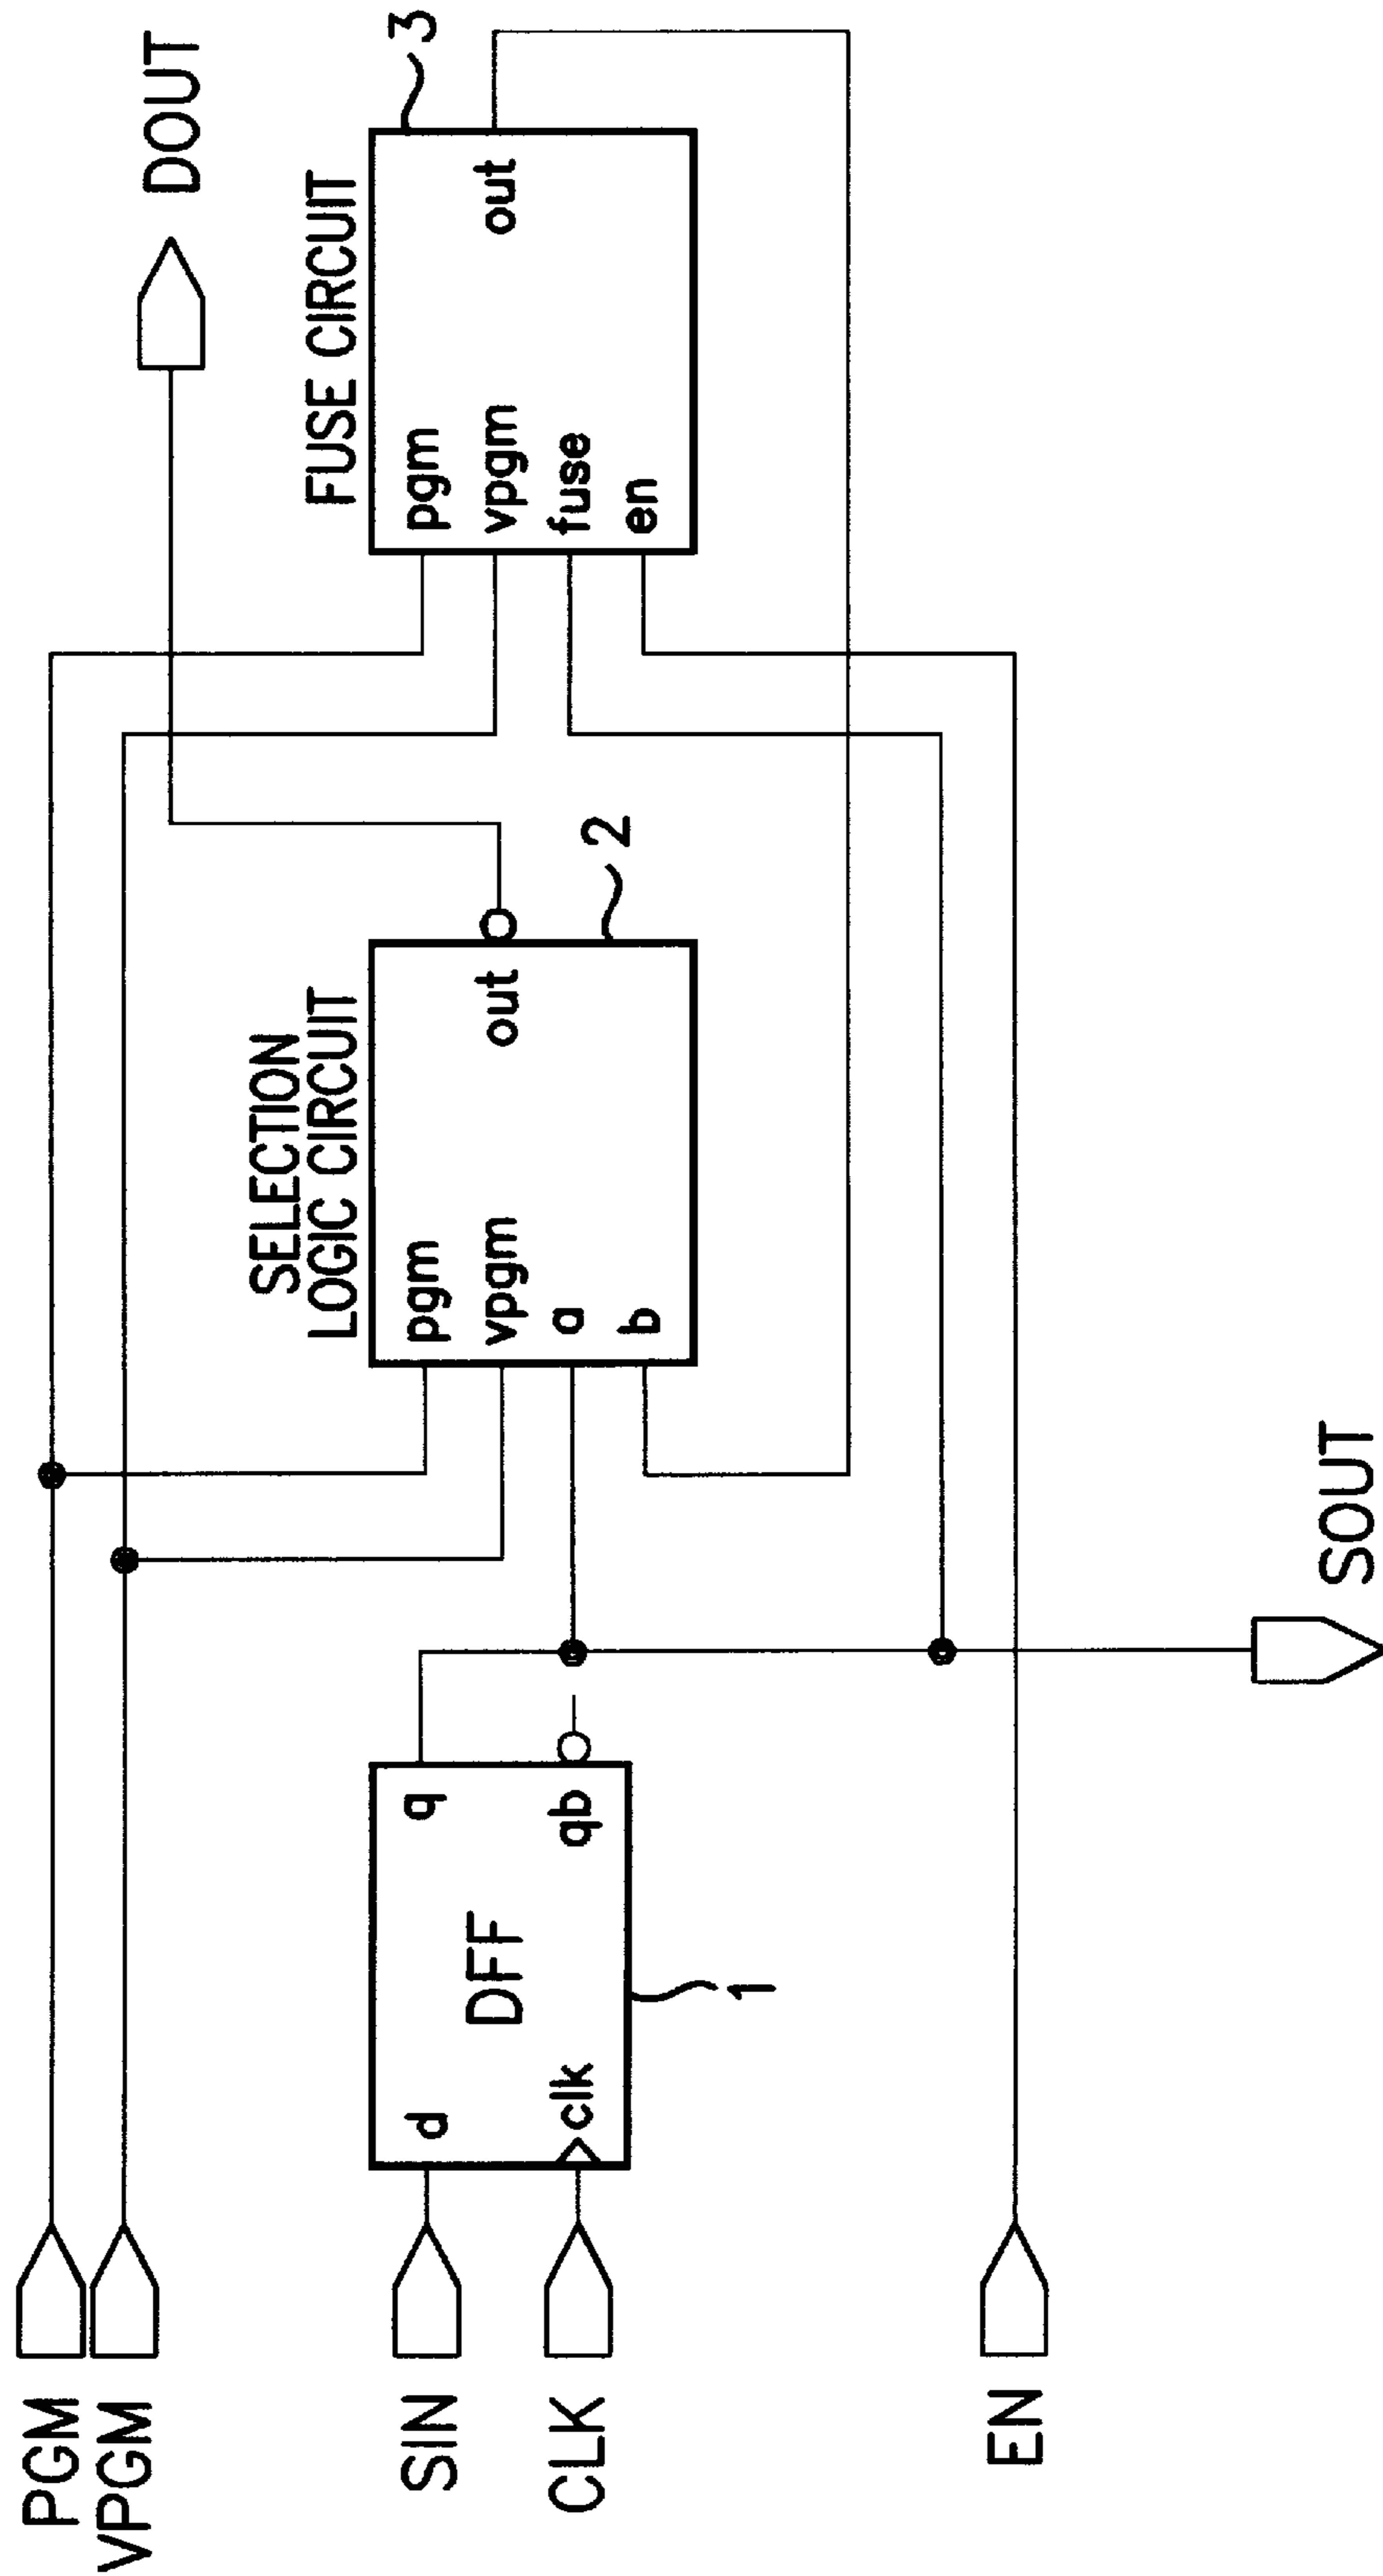 PGM
VPGM
SIN
CLK
EN
d
clk
DFF
q
qb
1
SELECTION
LOGIC CIRCUIT
pgm
vpgm
a
b
out
2
FUSE CIRCUIT
pgm
vpgm
fuse
en
out
3
DOUT
SOUT